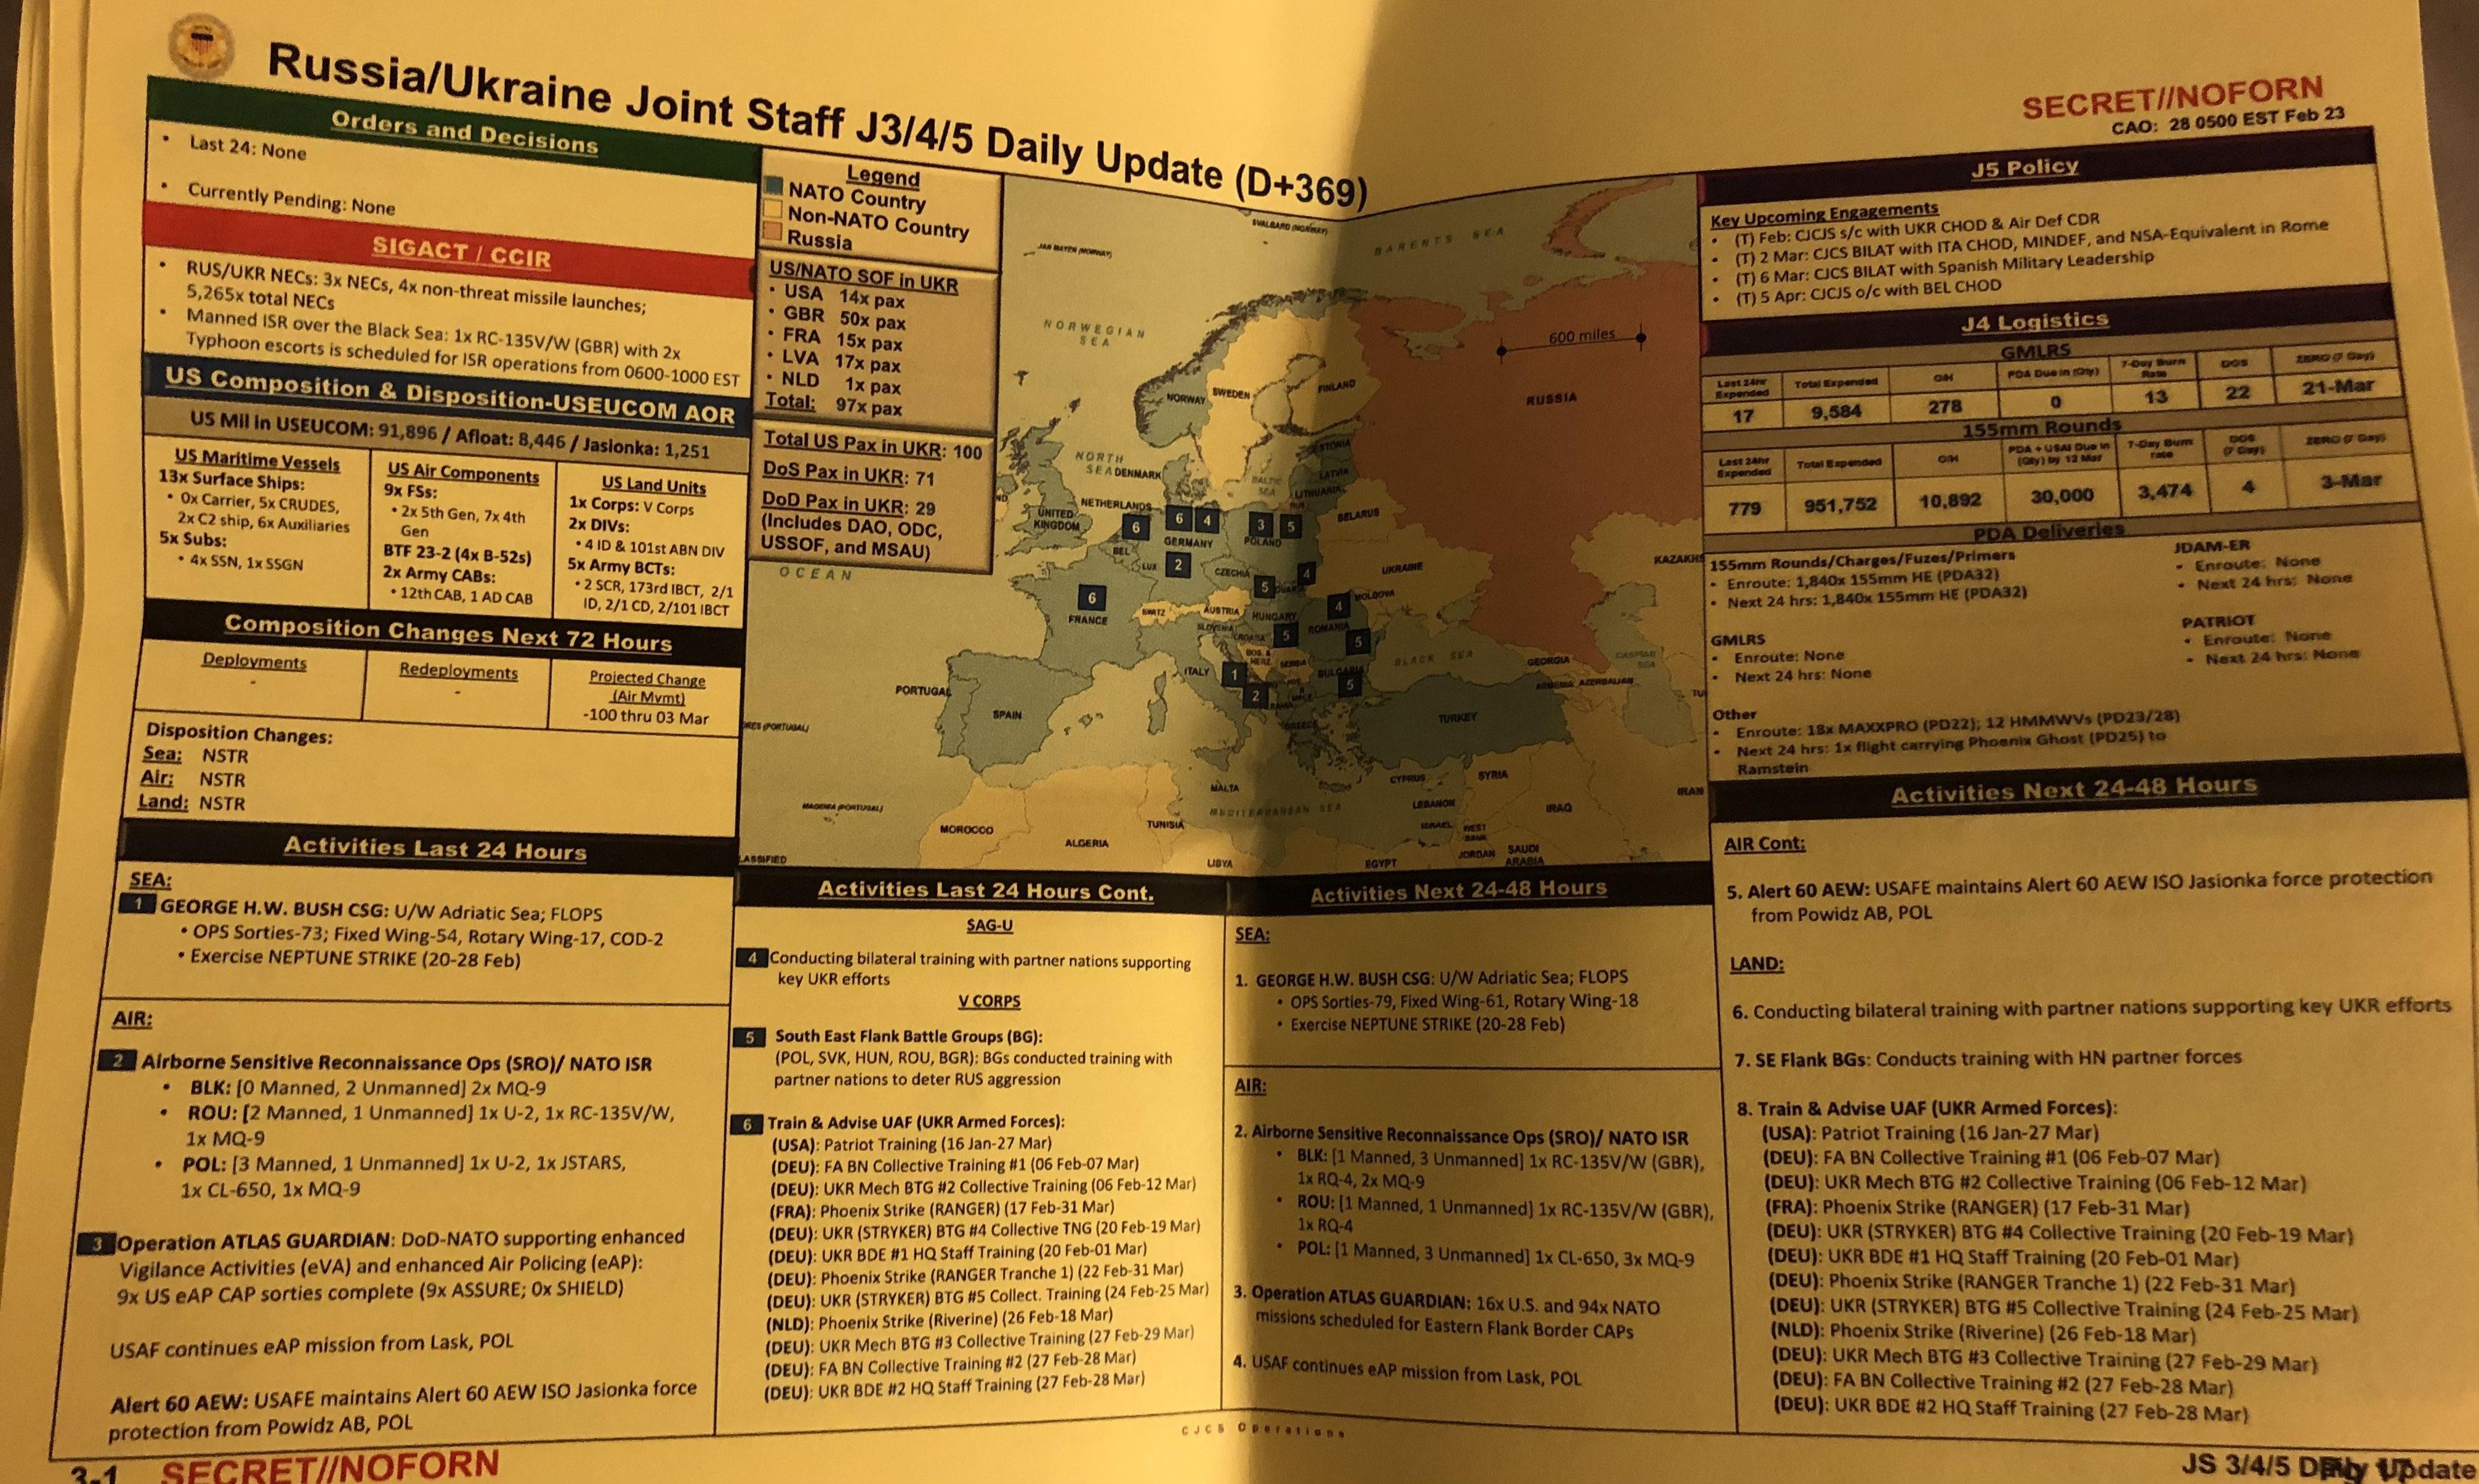 Russia/Ukraine Joint Staff J3/4/5 Daily Update (D+369)
SECRET//NOFORN
CAO: 28 0500 EST Feb 23
Orders and Decisions
• Last 24: None
• Currently Pending: None
SIGACT / CCIR
• RUS/UKR NECs: 3x NECs, 4x non-threat missile launches;
5,265x total NECs
• Manned ISR over the Black Sea: 1x RC-135V/W (GBR) with 2x
Typhoon escorts is scheduled for ISR operations from 0600-1000 EST
US Composition & Disposition-USEUCOM AOR
US Mil in USEUCOM: 91,896 / Afloat: 8,446 / Jasionka: 1,251
US Maritime Vessels
13x Surface Ships:
• 0x Carrier, 5x CRUDES,
2x C2 ship, 6x Auxiliaries
5x Subs:
• 4x SSN, 1x SSGN
US Air Components
9x FSs:
• 2x 5th Gen, 7x 4th
Gen
BTF 23-2 (4x B-52s)
2x Army CABs:
• 12th CAB, 1 AD CAB
US Land Units
1x Corps: V Corps
2x DIVs:
• 4 ID & 101st ABN DIV
5x Army BCTs:
• 2 SCR, 173rd IBCT, 2/1
ID, 2/1 CD, 2/101 IBCT
Composition Changes Next 72 Hours
Deployments
-
Redeployments
-
Projected Change
(Air Mvmt)
-100 thru 03 Mar
Disposition Changes:
Sea: NSTR
Air: NSTR
Land: NSTR
Activities Last 24 Hours
SEA:
1 GEORGE H.W. BUSH CSG: U/W Adriatic Sea; FLOPS
• OPS Sorties-73; Fixed Wing-54, Rotary Wing-17, COD-2
• Exercise NEPTUNE STRIKE (20-28 Feb)
AIR:
2 Airborne Sensitive Reconnaissance Ops (SRO)/ NATO ISR
• BLK: [0 Manned, 2 Unmanned] 2x MQ-9
• ROU: [2 Manned, 1 Unmanned] 1x U-2, 1x RC-135V/W,
1x MQ-9
• POL: [3 Manned, 1 Unmanned] 1x U-2, 1x JSTARS,
1x CL-650, 1x MQ-9
3 Operation ATLAS GUARDIAN: DoD-NATO supporting enhanced
Vigilance Activities (eVA) and enhanced Air Policing (eAP):
9x US eAP CAP sorties complete (9x ASSURE; 0x SHIELD)
USAF continues eAP mission from Lask, POL
Alert 60 AEW: USAFE maintains Alert 60 AEW ISO Jasionka force
protection from Powidz AB, POL
Legend
NATO Country
Non-NATO Country
Russia
US/NATO SOF in UKR
• USA 14x pax
• GBR 50x pax
• FRA 15x pax
• LVA 17x pax
• NLD 1x pax
Total: 97x pax
Total US Pax in UKR: 100
DoS Pax in UKR: 71
DoD Pax in UKR: 29
(Includes DAO, ODC,
USSOF, and MSAU)
SVALBARD (NORWAY)
JAN MAYEN (NORWAY)
BARENTS SEA
NORWEGIAN
SEA
600 miles
FINLAND
SWEDEN
NORWAY
RUSSIA
ESTONIA
NORTH
SEA
DENMARK
LATVIA
BALTIC
SEA
LITHUANIA
NETHERLANDS
UNITED
KINGDOM
RUS
BELARUS
6
6
4
3
5
GERMANY
POLAND
BEL
LUX
2
CZECHIA
4
UKRAINE
KAZAKHS
OCEAN
5
6
4
MOLDOVA
FRANCE
SWITZ
AUSTRIA
HUNGARY
SLOVENIA
CROATIA
5
ROMANIA
5
BOS. &
HERZ.
SERBIA
BLACK SEA
GEORGIA
CASPIAN
SEA
ITALY
1
BULGARIA
5
ARMENIA
AZERBAIJAN
2
PORTUGAL
SPAIN
GREECE
TURKEY
TU
ORES (PORTUGAL)
CYPRUS
SYRIA
MALTA
MEDITERRANEAN SEA
LEBANON
IRAQ
IRAN
MADEIRA (PORTUGAL)
MOROCCO
TUNISIA
ISRAEL
WEST
BANK
ALGERIA
LIBYA
EGYPT
JORDAN
SAUDI
ARABIA
LASSIFIED
Activities Last 24 Hours Cont.
SAG-U
4 Conducting bilateral training with partner nations supporting
key UKR efforts
V CORPS
5 South East Flank Battle Groups (BG):
(POL, SVK, HUN, ROU, BGR): BGs conducted training with
partner nations to deter RUS aggression
6 Train & Advise UAF (UKR Armed Forces):
(USA): Patriot Training (16 Jan-27 Mar)
(DEU): FA BN Collective Training #1 (06 Feb-07 Mar)
(DEU): UKR Mech BTG #2 Collective Training (06 Feb-12 Mar)
(FRA): Phoenix Strike (RANGER) (17 Feb-31 Mar)
(DEU): UKR (STRYKER) BTG #4 Collective TNG (20 Feb-19 Mar)
(DEU): UKR BDE #1 HQ Staff Training (20 Feb-01 Mar)
(DEU): Phoenix Strike (RANGER Tranche 1) (22 Feb-31 Mar)
(DEU): UKR (STRYKER) BTG #5 Collect. Training (24 Feb-25 Mar)
(NLD): Phoenix Strike (Riverine) (26 Feb-18 Mar)
(DEU): UKR Mech BTG #3 Collective Training (27 Feb-29 Mar)
(DEU): FA BN Collective Training #2 (27 Feb-28 Mar)
(DEU): UKR BDE #2 HQ Staff Training (27 Feb-28 Mar)
Activities Next 24-48 Hours
SEA:
1. GEORGE H.W. BUSH CSG: U/W Adriatic Sea; FLOPS
• OPS Sorties-79, Fixed Wing-61, Rotary Wing-18
• Exercise NEPTUNE STRIKE (20-28 Feb)
AIR:
2. Airborne Sensitive Reconnaissance Ops (SRO)/ NATO ISR
• BLK: [1 Manned, 3 Unmanned] 1x RC-135V/W (GBR),
1x RQ-4, 2x MQ-9
• ROU: [1 Manned, 1 Unmanned] 1x RC-135V/W (GBR),
1x RQ-4
• POL: [1 Manned, 3 Unmanned] 1x CL-650, 3x MQ-9
3. Operation ATLAS GUARDIAN: 16x U.S. and 94x NATO
missions scheduled for Eastern Flank Border CAPs
4. USAF continues eAP mission from Lask, POL
J5 Policy
Key Upcoming Engagements
• (T) Feb: CJCJS s/c with UKR CHOD & Air Def CDR
• (T) 2 Mar: CJCS BILAT with ITA CHOD, MINDEF, and NSA-Equivalent in Rome
• (T) 6 Mar: CJCS BILAT with Spanish Military Leadership
• (T) 5 Apr: CJCJS o/c with BEL CHOD
J4 Logistics
GMLRS
Last 24hr Expended
Total Expended
O/H
PDA Due in (Qty)
7-Day Burn Rate
DOS
ZERO (7 Day)
17
9,584
278
0
13
22
21-Mar
155mm Rounds
Last 24hr Expended
Total Expended
O/H
PDA + USAI Due in (Qty) by 12 Mar
7-Day Burn rate
DOS (7 Day)
ZERO (7 Day)
779
951,752
10,892
30,000
3,474
4
3-Mar
PDA Deliveries
155mm Rounds/Charges/Fuzes/Primers
• Enroute: 1,840x 155mm HE (PDA32)
• Next 24 hrs: 1,840x 155mm HE (PDA32)
JDAM-ER
• Enroute: None
• Next 24 hrs: None
GMLRS
• Enroute: None
• Next 24 hrs: None
PATRIOT
• Enroute: None
• Next 24 hrs: None
Other
• Enroute: 18x MAXXPRO (PD22); 12 HMMWVs (PD23/28)
• Next 24 hrs: 1x flight carrying Phoenix Ghost (PD25) to
Ramstein
Activities Next 24-48 Hours
AIR Cont:
5. Alert 60 AEW: USAFE maintains Alert 60 AEW ISO Jasionka force protection
from Powidz AB, POL
LAND:
6. Conducting bilateral training with partner nations supporting key UKR efforts
7. SE Flank BGs: Conducts training with HN partner forces
8. Train & Advise UAF (UKR Armed Forces):
(USA): Patriot Training (16 Jan-27 Mar)
(DEU): FA BN Collective Training #1 (06 Feb-07 Mar)
(DEU): UKR Mech BTG #2 Collective Training (06 Feb-12 Mar)
(FRA): Phoenix Strike (RANGER) (17 Feb-31 Mar)
(DEU): UKR (STRYKER) BTG #4 Collective Training (20 Feb-19 Mar)
(DEU): UKR BDE #1 HQ Staff Training (20 Feb-01 Mar)
(DEU): Phoenix Strike (RANGER Tranche 1) (22 Feb-31 Mar)
(DEU): UKR (STRYKER) BTG #5 Collective Training (24 Feb-25 Mar)
(NLD): Phoenix Strike (Riverine) (26 Feb-18 Mar)
(DEU): UKR Mech BTG #3 Collective Training (27 Feb-29 Mar)
(DEU): FA BN Collective Training #2 (27 Feb-28 Mar)
(DEU): UKR BDE #2 HQ Staff Training (27 Feb-28 Mar)
CJCS Operations
3-1 SECRET//NOFORN
JS 3/4/5 Daily Update